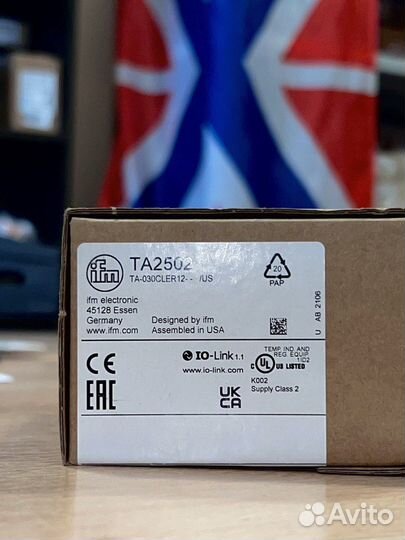 ifm
TA2502
TA-030CLER12- - /US
20
PAP
ifm electronic
45128 Essen
Germany
www.ifm.com
Designed by ifm
Assembled in USA
U AB 2106
CE
EAC
IO-Link 1.1
www.io-link.com
UK
CA
TEMP. IND. AND
REG. EQUIP.
1ID2
C UL US LISTED
K002
Supply Class 2
Avito